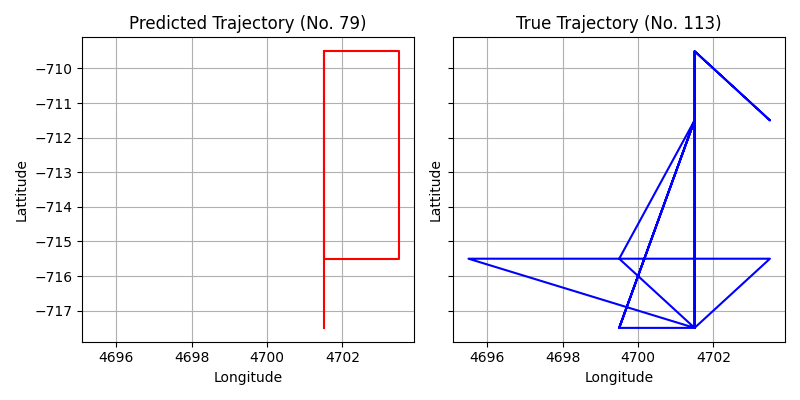 Predicted Trajectory (No. 79)
True Trajectory (No. 113)
−710
−711
−712
−713
−714
−715
−716
−717
Lattitude
Lattitude
4696 4698 4700 4702
4696 4698 4700 4702
Longitude
Longitude